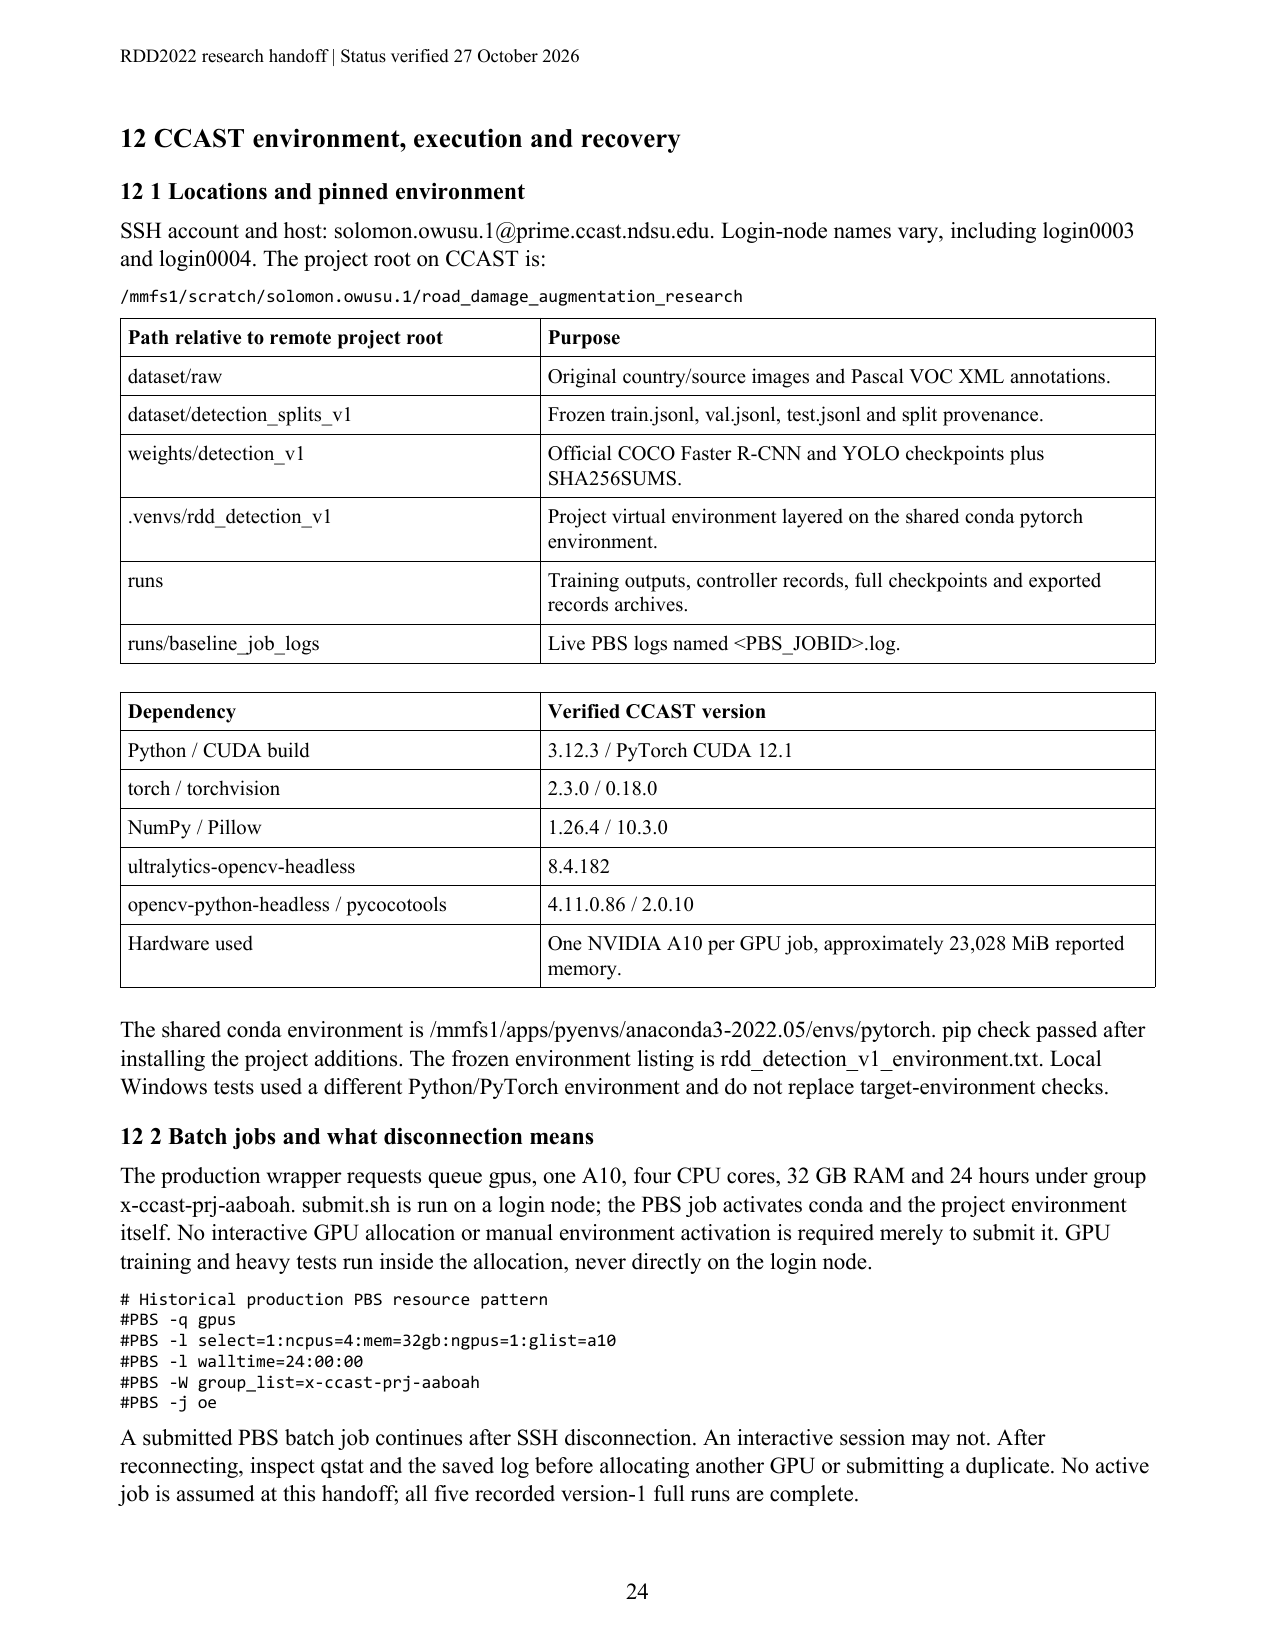 RDD2022 research handoff | Status verified 27 October 2026
12 CCAST environment, execution and recovery
12 1 Locations and pinned environment
SSH account and host: solomon.owusu.1@prime.ccast.ndsu.edu. Login-node names vary, including login0003
and login0004. The project root on CCAST is:
/mmfs1/scratch/solomon.owusu.1/road_damage_augmentation_research
Path relative to remote project root
Purpose
dataset/raw
Original country/source images and Pascal VOC XML annotations.
dataset/detection_splits_v1
Frozen train.jsonl, val.jsonl, test.jsonl and split provenance.
weights/detection_v1
Official COCO Faster R-CNN and YOLO checkpoints plus
SHA256SUMS.
.venvs/rdd_detection_v1
Project virtual environment layered on the shared conda pytorch
environment.
runs
Training outputs, controller records, full checkpoints and exported
records archives.
runs/baseline_job_logs
Live PBS logs named <PBS_JOBID>.log.
Dependency
Verified CCAST version
Python / CUDA build
3.12.3 / PyTorch CUDA 12.1
torch / torchvision
2.3.0 / 0.18.0
NumPy / Pillow
1.26.4 / 10.3.0
ultralytics-opencv-headless
8.4.182
opencv-python-headless / pycocotools
4.11.0.86 / 2.0.10
Hardware used
One NVIDIA A10 per GPU job, approximately 23,028 MiB reported
memory.
The shared conda environment is /mmfs1/apps/pyenvs/anaconda3-2022.05/envs/pytorch. pip check passed after
installing the project additions. The frozen environment listing is rdd_detection_v1_environment.txt. Local
Windows tests used a different Python/PyTorch environment and do not replace target-environment checks.
12 2 Batch jobs and what disconnection means
The production wrapper requests queue gpus, one A10, four CPU cores, 32 GB RAM and 24 hours under group
x-ccast-prj-aaboah. submit.sh is run on a login node; the PBS job activates conda and the project environment
itself. No interactive GPU allocation or manual environment activation is required merely to submit it. GPU
training and heavy tests run inside the allocation, never directly on the login node.
# Historical production PBS resource pattern
#PBS -q gpus
#PBS -l select=1:ncpus=4:mem=32gb:ngpus=1:glist=a10
#PBS -l walltime=24:00:00
#PBS -W group_list=x-ccast-prj-aaboah
#PBS -j oe
A submitted PBS batch job continues after SSH disconnection. An interactive session may not. After
reconnecting, inspect qstat and the saved log before allocating another GPU or submitting a duplicate. No active
job is assumed at this handoff; all five recorded version-1 full runs are complete.
24